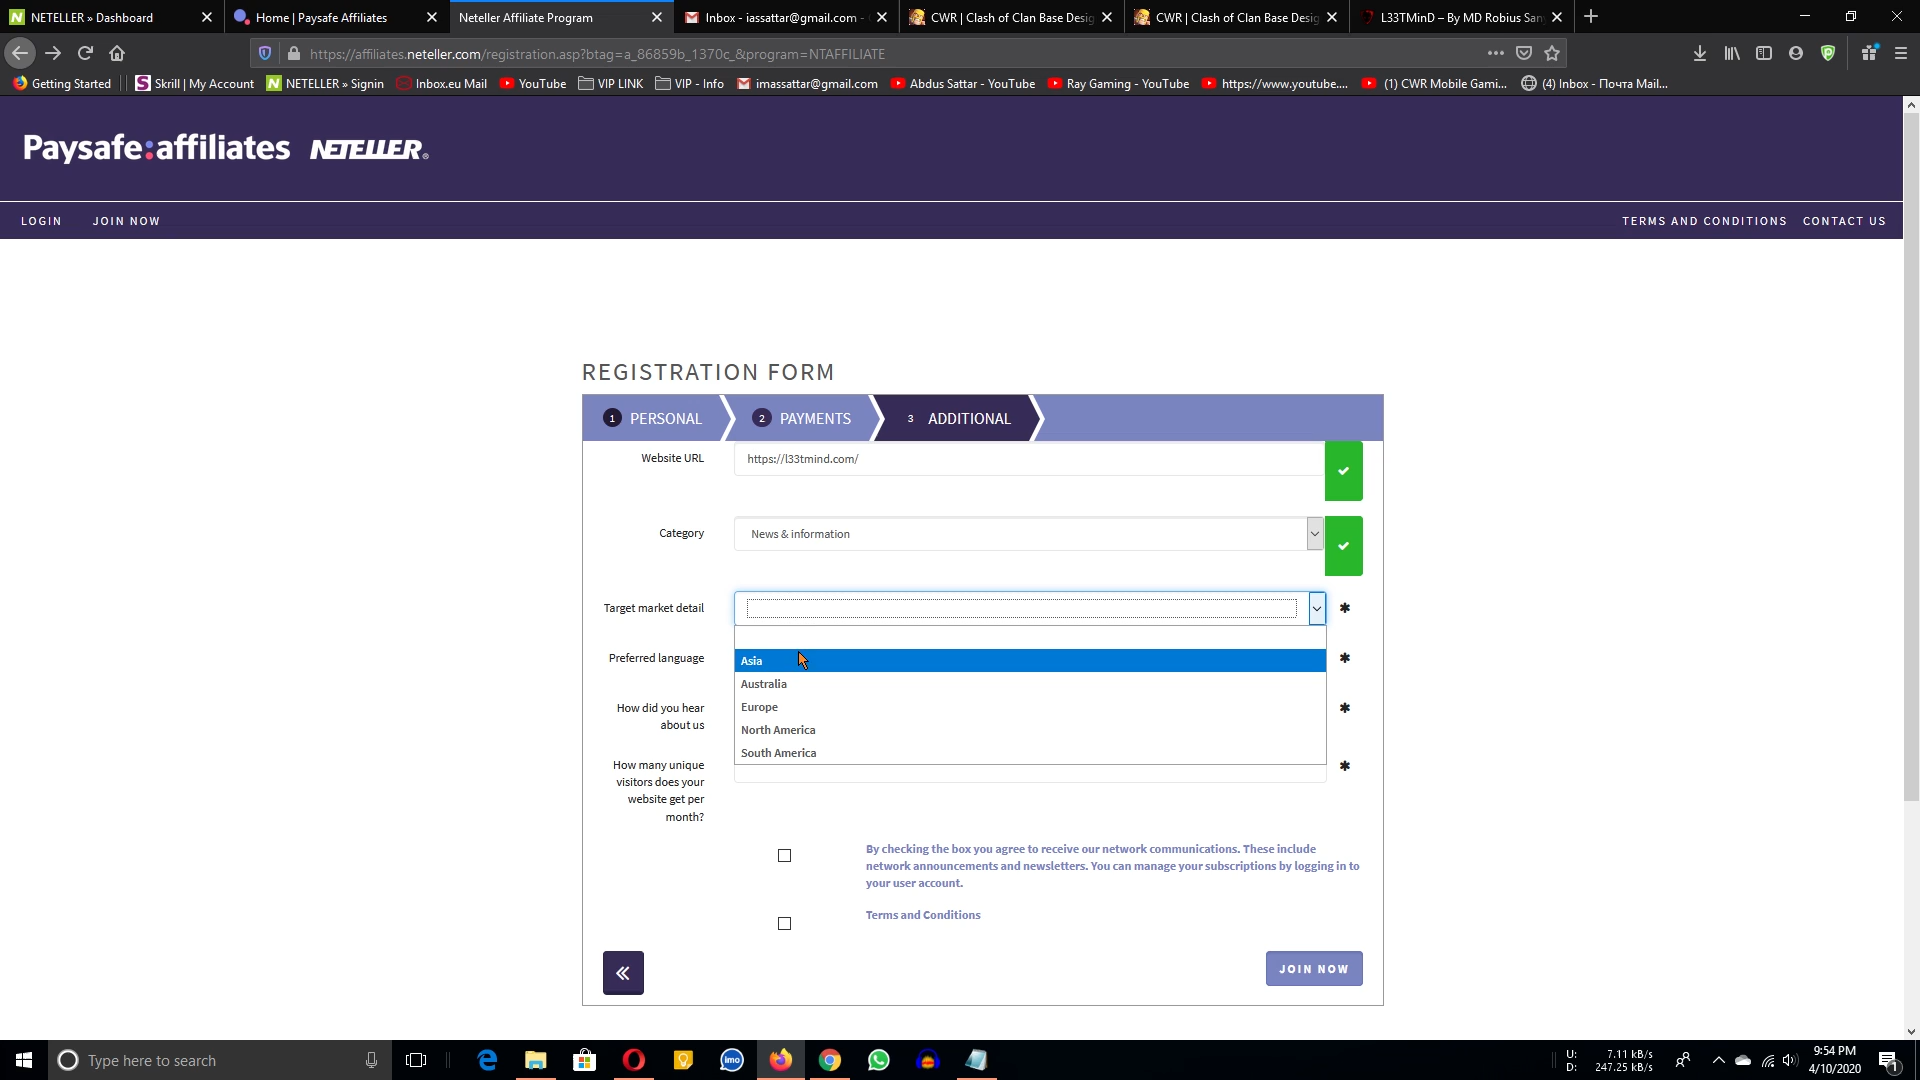 NETELLER » Dashboard
Home | Paysafe Affiliates
Neteller Affiliate Program
Inbox - iassattar@gmail.com -
CWR | Clash of Clan Base Desig
CWR | Clash of Clan Base Desig
L33TMinD – By MD Robius San
https://affiliates.neteller.com/registration.asp?btag=a_86859b_1370c_&program=NTAFFILIATE
Getting Started
Skrill | My Account
NETELLER » Signin
Inbox.eu Mail
YouTube
VIP LINK
VIP - Info
imassattar@gmail.com
Abdus Sattar - YouTube
Ray Gaming - YouTube
https://www.youtube....
(1) CWR Mobile Gami...
(4) Inbox - Почта Mail...
Paysafe:affiliates NETELLER®
LOGIN
JOIN NOW
TERMS AND CONDITIONS
CONTACT US
REGISTRATION FORM
1 PERSONAL
2 PAYMENTS
3 ADDITIONAL
Website URL
https://l33tmind.com/
Category
News & information
Target market detail
Asia
Australia
Europe
North America
South America
Preferred language
How did you hear
about us
How many unique
visitors does your
website get per
month?
By checking the box you agree to receive our network communications. These include
network announcements and newsletters. You can manage your subscriptions by logging in to
your user account.
Terms and Conditions
«
JOIN NOW
Type here to search
imo
U: 7.11 kB/s
D: 247.25 kB/s
9:54 PM
4/10/2020
1